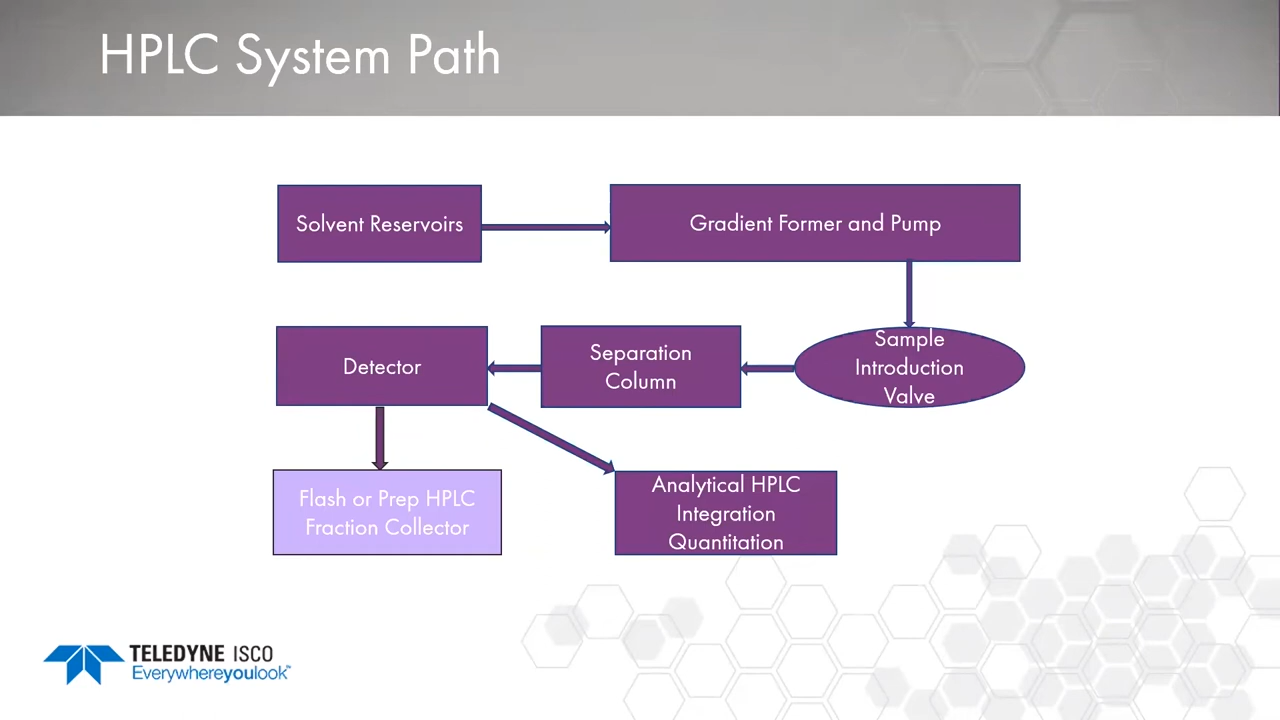 HPLC System Path
Solvent Reservoirs
Gradient Former and Pump
Sample
Introduction
Valve
Separation
Column
Detector
Flash or Prep HPLC
Fraction Collector
Analytical HPLC
Integration
Quantitation
TELEDYNE ISCO
Everywhereyoulook™